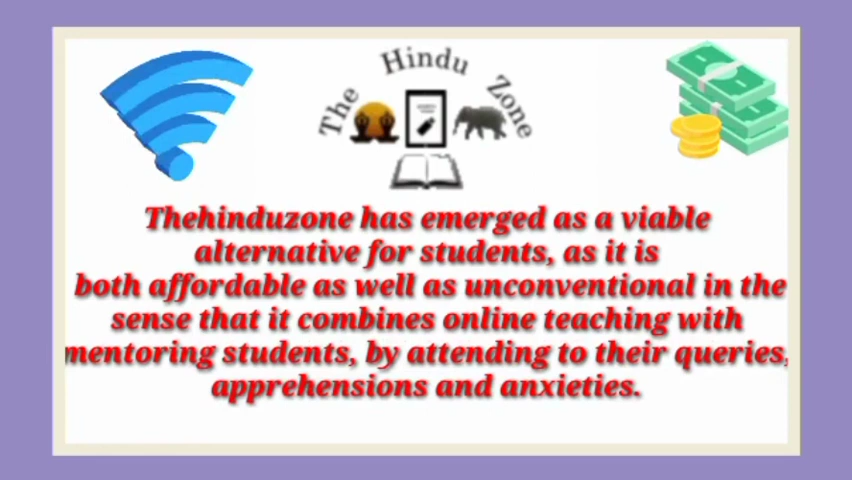 The Hindu Zone
Thehinduzone has emerged as a viable
alternative for students, as it is
both affordable as well as unconventional in the
sense that it combines online teaching with
mentoring students, by attending to their queries,
apprehensions and anxieties.